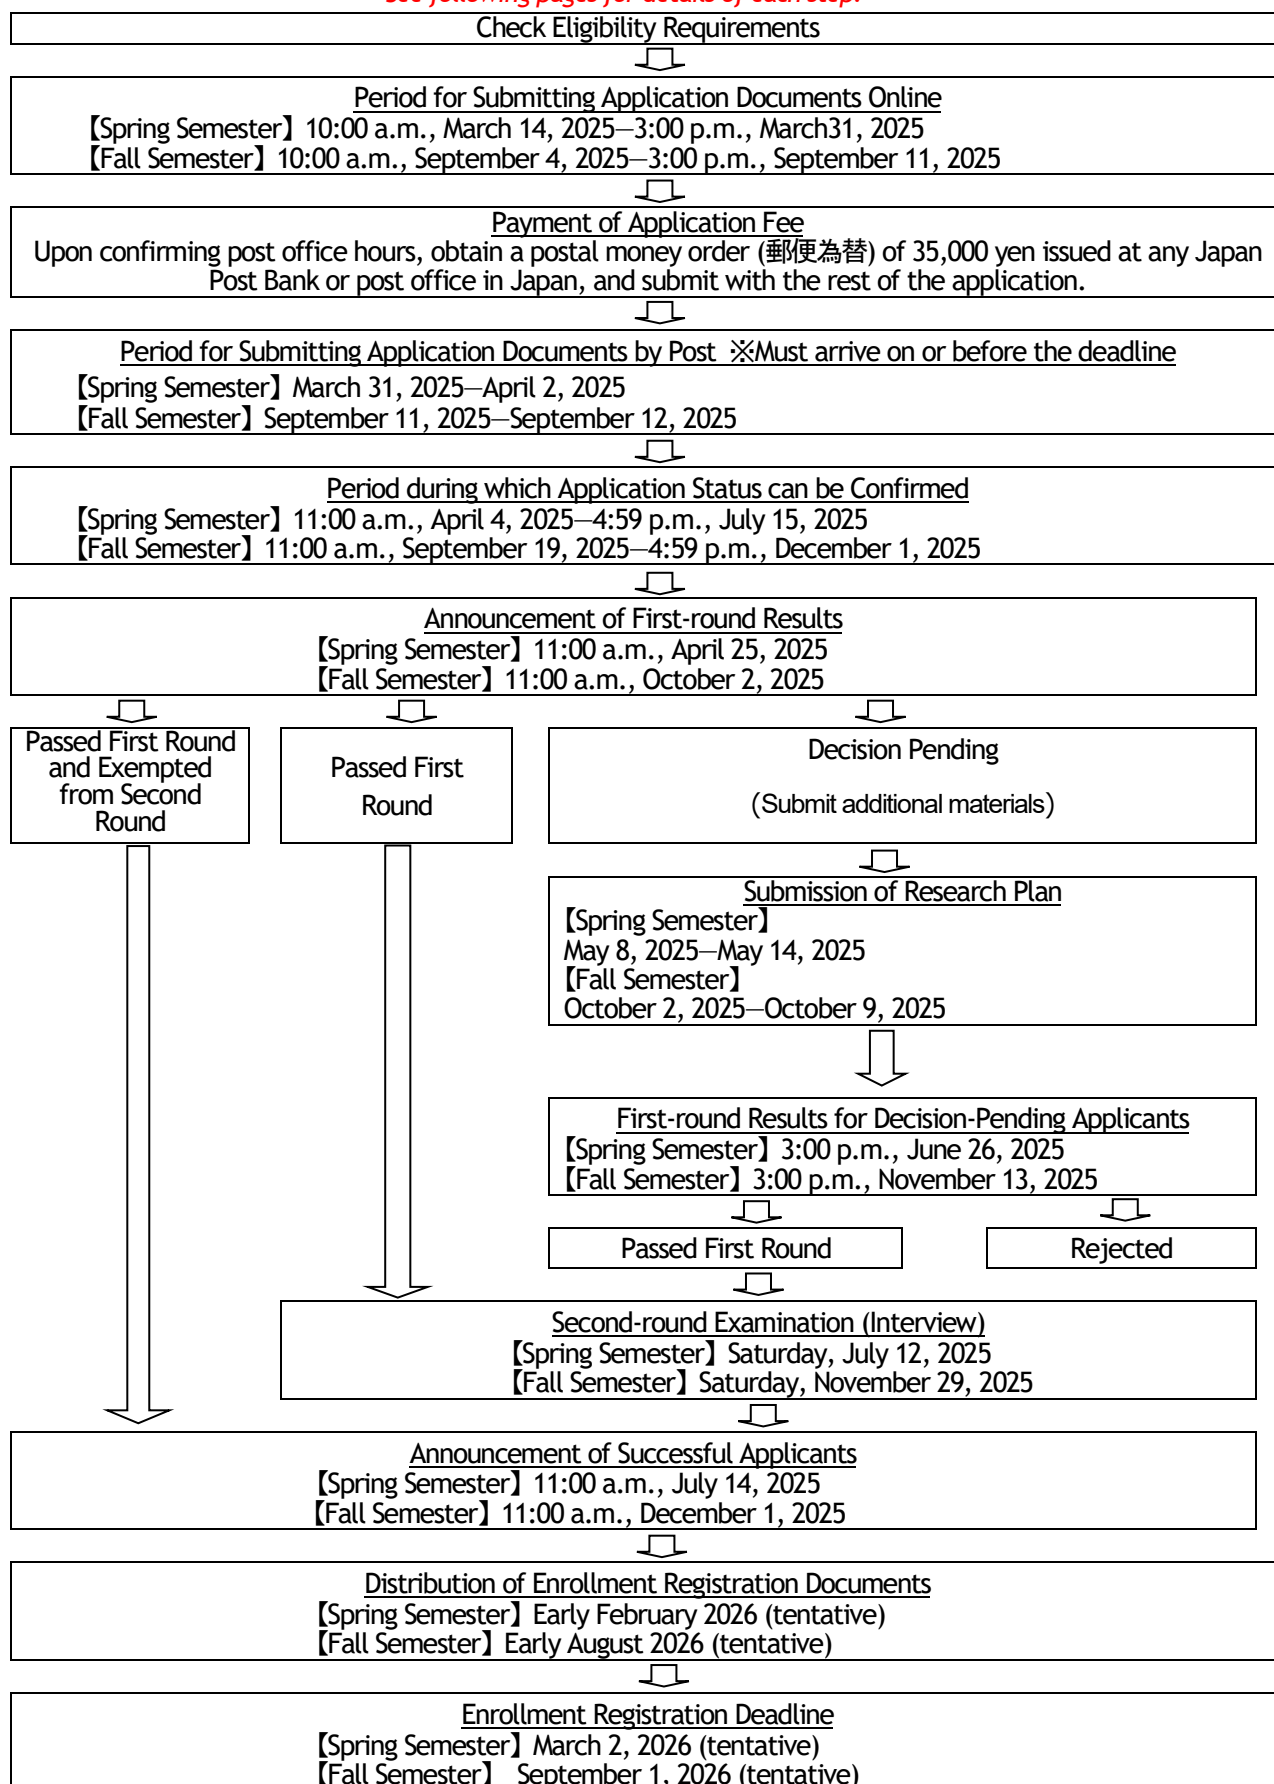 See following pages for details of each step.
Check Eligibility Requirements
Period for Submitting Application Documents Online
【Spring Semester】10:00 a.m., March 14, 2025—3:00 p.m., March31, 2025
【Fall Semester】10:00 a.m., September 4, 2025—3:00 p.m., September 11, 2025
Payment of Application Fee
Upon confirming post office hours, obtain a postal money order (郵便為替) of 35,000 yen issued at any Japan
Post Bank or post office in Japan, and submit with the rest of the application.
Period for Submitting Application Documents by Post ※Must arrive on or before the deadline
【Spring Semester】March 31, 2025—April 2, 2025
【Fall Semester】September 11, 2025—September 12, 2025
Period during which Application Status can be Confirmed
【Spring Semester】11:00 a.m., April 4, 2025—4:59 p.m., July 15, 2025
【Fall Semester】11:00 a.m., September 19, 2025—4:59 p.m., December 1, 2025
Announcement of First-round Results
【Spring Semester】11:00 a.m., April 25, 2025
【Fall Semester】11:00 a.m., October 2, 2025
Passed First Round
and Exempted
from Second
Round
Passed First
Round
Decision Pending
(Submit additional materials)
Submission of Research Plan
【Spring Semester】
May 8, 2025—May 14, 2025
【Fall Semester】
October 2, 2025—October 9, 2025
First-round Results for Decision-Pending Applicants
【Spring Semester】3:00 p.m., June 26, 2025
【Fall Semester】3:00 p.m., November 13, 2025
Passed First Round
Rejected
Second-round Examination (Interview)
【Spring Semester】Saturday, July 12, 2025
【Fall Semester】Saturday, November 29, 2025
Announcement of Successful Applicants
【Spring Semester】11:00 a.m., July 14, 2025
【Fall Semester】11:00 a.m., December 1, 2025
Distribution of Enrollment Registration Documents
【Spring Semester】Early February 2026 (tentative)
【Fall Semester】Early August 2026 (tentative)
Enrollment Registration Deadline
【Spring Semester】March 2, 2026 (tentative)
【Fall Semester】 September 1, 2026 (tentative)